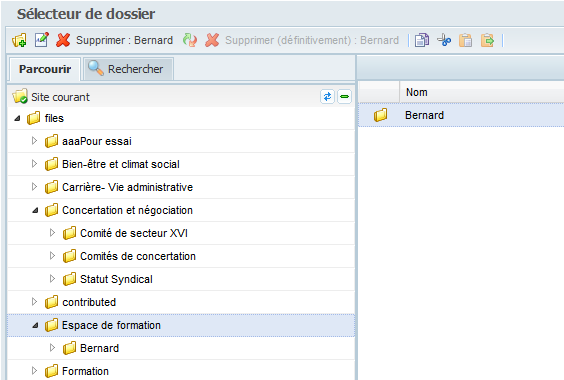 Sélecteur de dossier
Supprimer : Bernard Supprimer (définitivement) : Bernard
Parcourir Rechercher
Site courant
Nom
files
Bernard
aaaPour essai
Bien-être et climat social
Carrière- Vie administrative
Concertation et négociation
Comité de secteur XVI
Comités de concertation
Statut Syndical
contributed
Espace de formation
Bernard
Formation